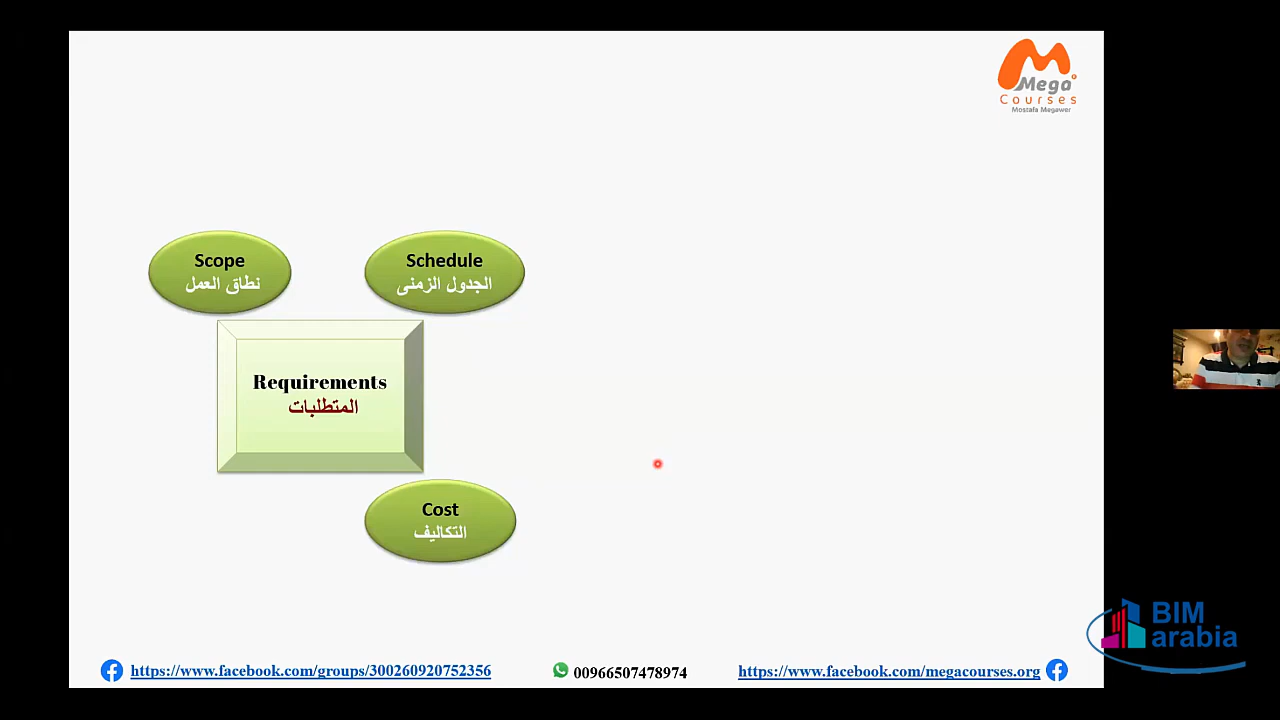 Mega
Courses
Mostafa Megawer
Scope
نطاق العمل
Schedule
الجدول الزمنى
Requirements
المتطلبات
Cost
التكاليف
https://www.facebook.com/groups/300260920752356
00966507478974
https://www.facebook.com/megacourses.org
BIM
arabia